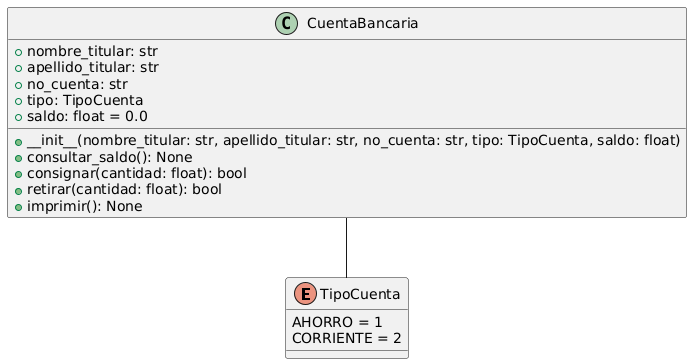 C CuentaBancaria
nombre_titular: str
apellido_titular: str
no_cuenta: str
tipo: TipoCuenta
saldo: float = 0.0
__init__(nombre_titular: str, apellido_titular: str, no_cuenta: str, tipo: TipoCuenta, saldo: float)
consultar_saldo(): None
consignar(cantidad: float): bool
retirar(cantidad: float): bool
imprimir(): None
E TipoCuenta
AHORRO = 1
CORRIENTE = 2